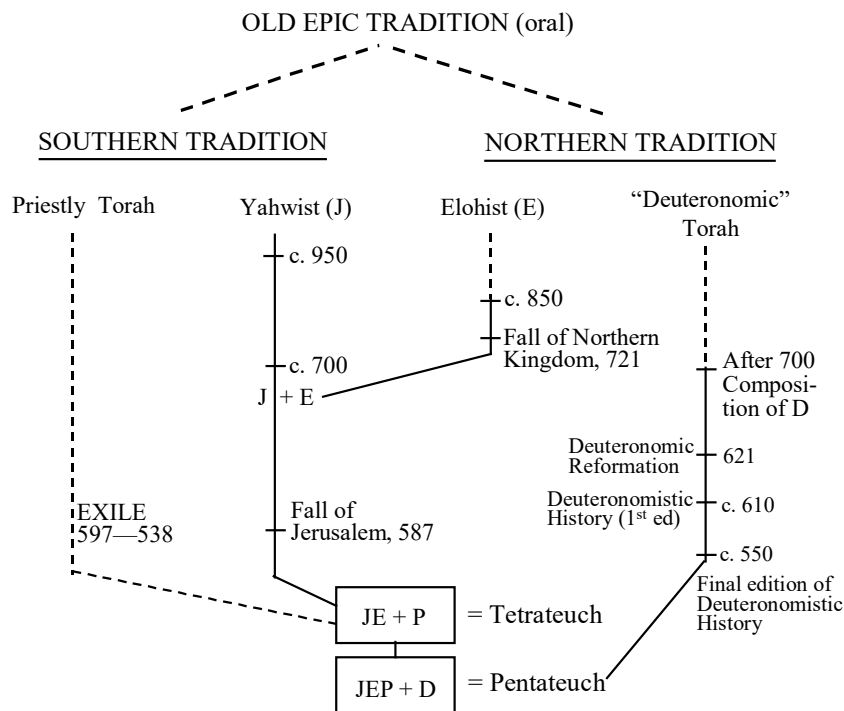 OLD EPIC TRADITION (oral)
SOUTHERN TRADITION
NORTHERN TRADITION
Priestly Torah
Yahwist (J)
Elohist (E)
“Deuteronomic”
Torah
c. 950
c. 850
Fall of Northern
Kingdom, 721
c. 700
J + E
After 700
Composi-
tion of D
Deuteronomic
Reformation
621
Deuteronomistic
History (1st ed)
c. 610
EXILE
597—538
Fall of
Jerusalem, 587
c. 550
Final edition of
Deuteronomistic
History
JE + P
= Tetrateuch
JEP + D
= Pentateuch